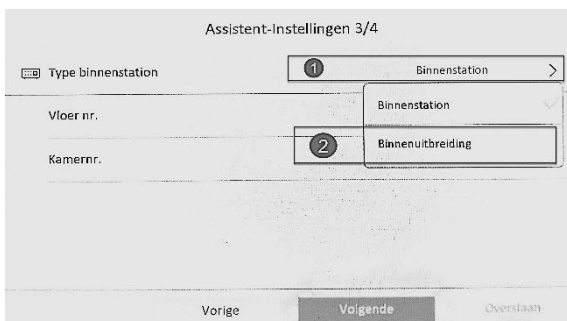 Assistent-Instellingen 3/4
Type binnenstation
1 Binnenstation >
Binnenstation
Vloer nr.
2 Binnenuitbreiding
Kamernr.
Vorige Volgende Overslaan